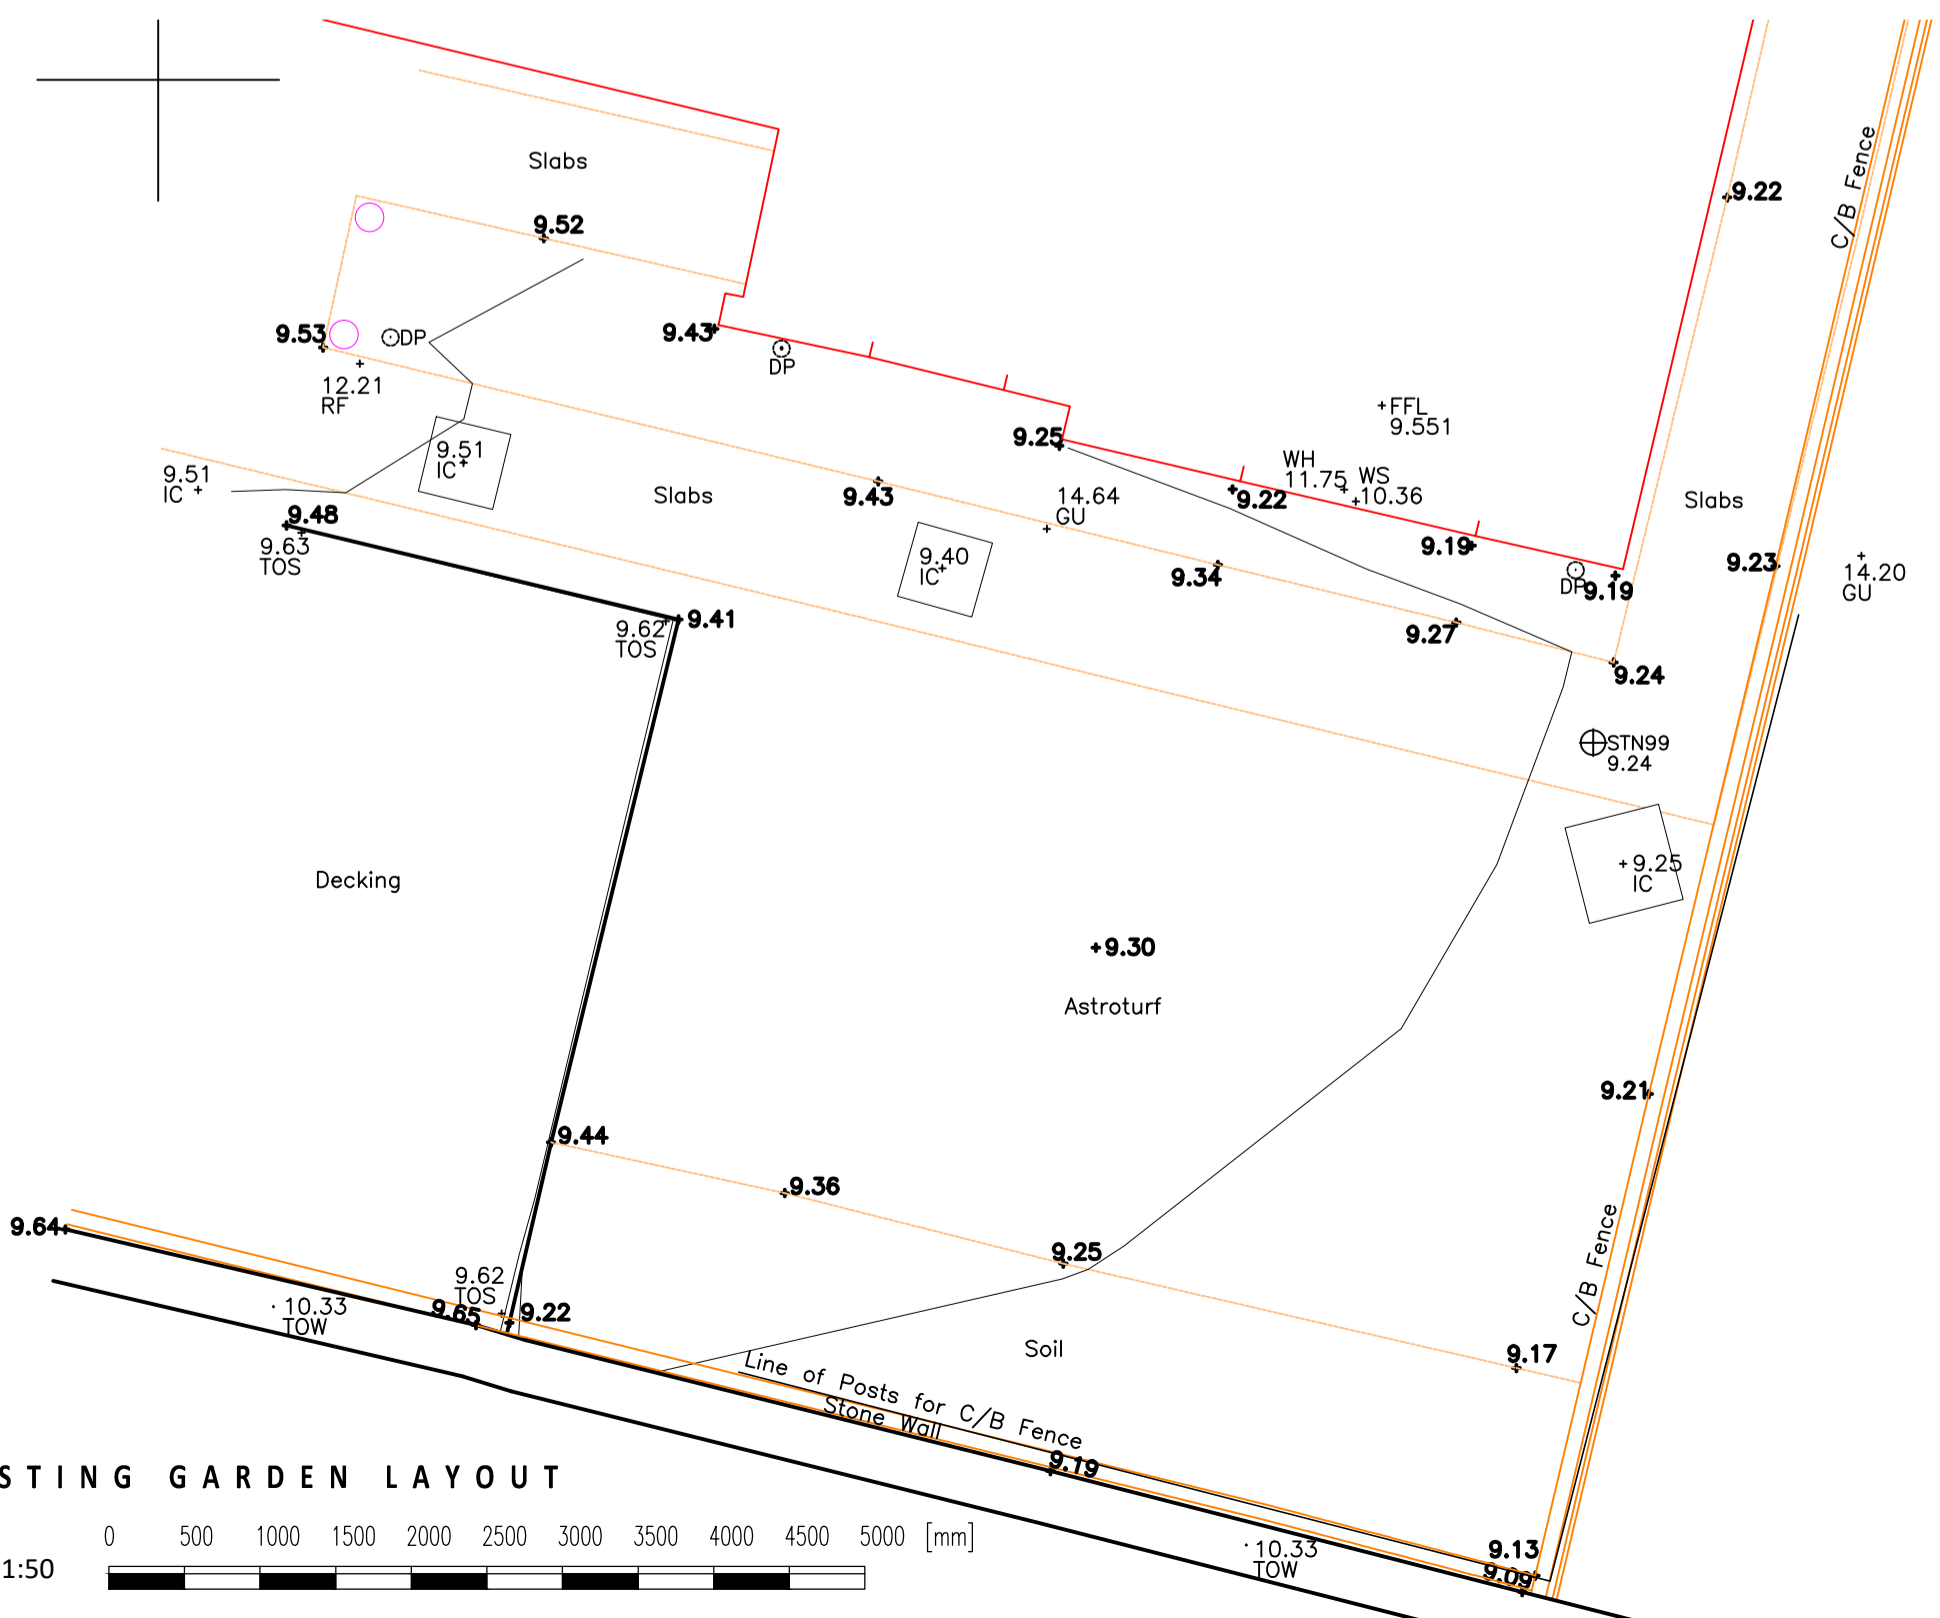 Slabs
C/B Fence
9.22
9.52
9.53
DP
9.43
DP
12.21
RF
FFL
9.551
9.25
9.51
IC
9.51
IC
Slabs
9.43
14.64
GU
WH
11.75
WS
10.36
9.22
Slabs
9.48
9.63
TOS
9.40
IC
9.34
9.19
DP
9.19
9.23
14.20
GU
9.62
TOS
9.41
9.27
9.24
STN99
9.24
Decking
9.25
IC
9.30
Astroturf
9.21
9.44
9.36
9.64
9.25
C/B Fence
9.62
TOS
9.65
9.22
10.33
TOW
Soil
9.17
Line of Posts for C/B Fence
Stone Wall
9.19
STING GARDEN LAYOUT
0 500 1000 1500 2000 2500 3000 3500 4000 4500 5000 [mm]
1:50
10.33
TOW
9.13
9.09